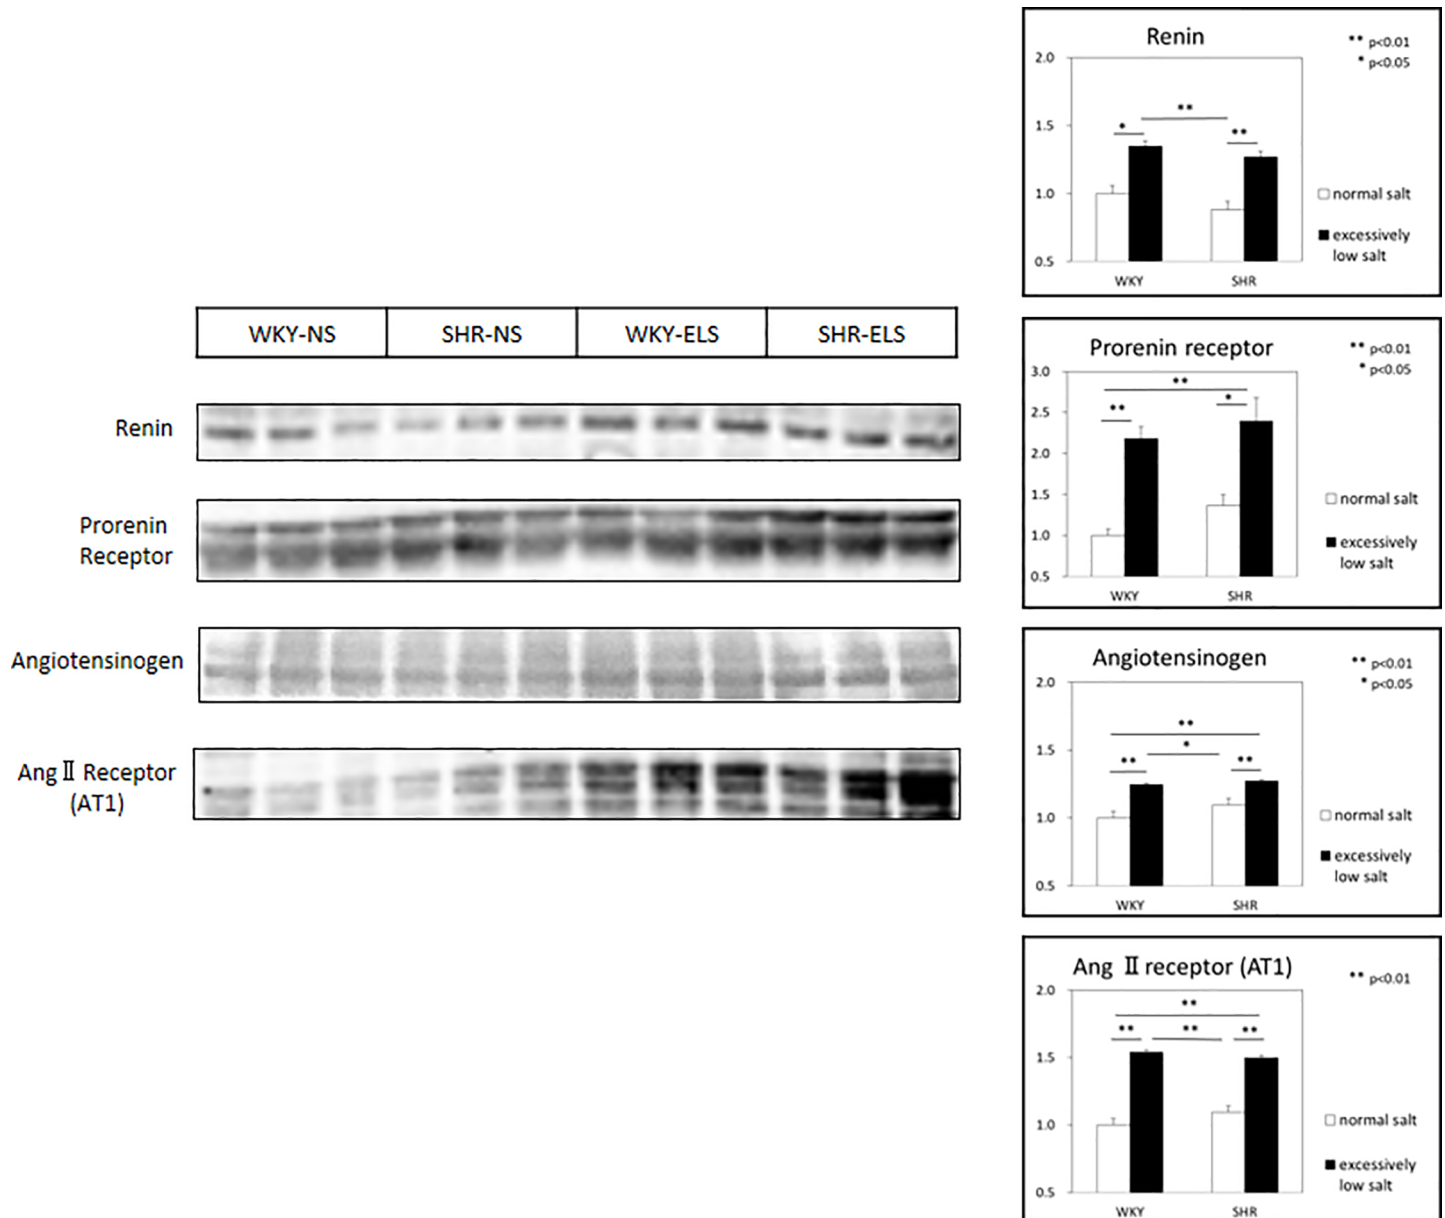 WKY-NS SHR-NS WKY-ELS SHR-ELS
Renin
Prorenin
Receptor
Angiotensinogen
Ang Ⅱ Receptor
(AT1)
Renin
** p<0.01
* p<0.05
2.0
1.5
1.0
0.5
**
*
**
WKY SHR
normal salt
excessively
low salt
Prorenin receptor
** p<0.01
* p<0.05
3.0
2.5
2.0
1.5
1.0
0.5
**
**
*
WKY SHR
normal salt
excessively
low salt
Angiotensinogen
** p<0.01
* p<0.05
2.0
1.5
1.0
0.5
**
*
**
**
WKY SHR
normal salt
excessively
low salt
Ang Ⅱ receptor (AT1)
** p<0.01
2.0
1.5
1.0
0.5
**
** ** **
WKY SHR
normal salt
excessively
low salt